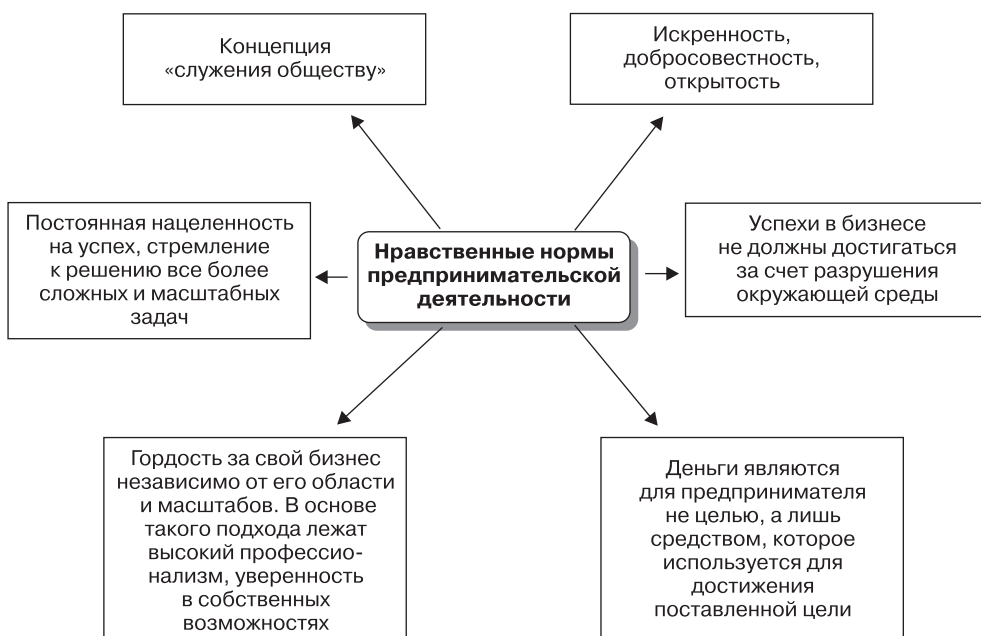 Концепция
«служения обществу»
Искренность,
добросовестность,
открытость
Постоянная нацеленность
на успех, стремление
к решению все более
сложных и масштабных
задач
Нравственные нормы
предпринимательской
деятельности
Успехи в бизнесе
не должны достигаться
за счет разрушения
окружающей среды
Гордость за свой бизнес
независимо от его области
и масштабов. В основе
такого подхода лежат
высокий профессио-
нализм, уверенность
в собственных
возможностях
Деньги являются
для предпринимателя
не целью, а лишь
средством, которое
используется для
достижения
поставленной цели